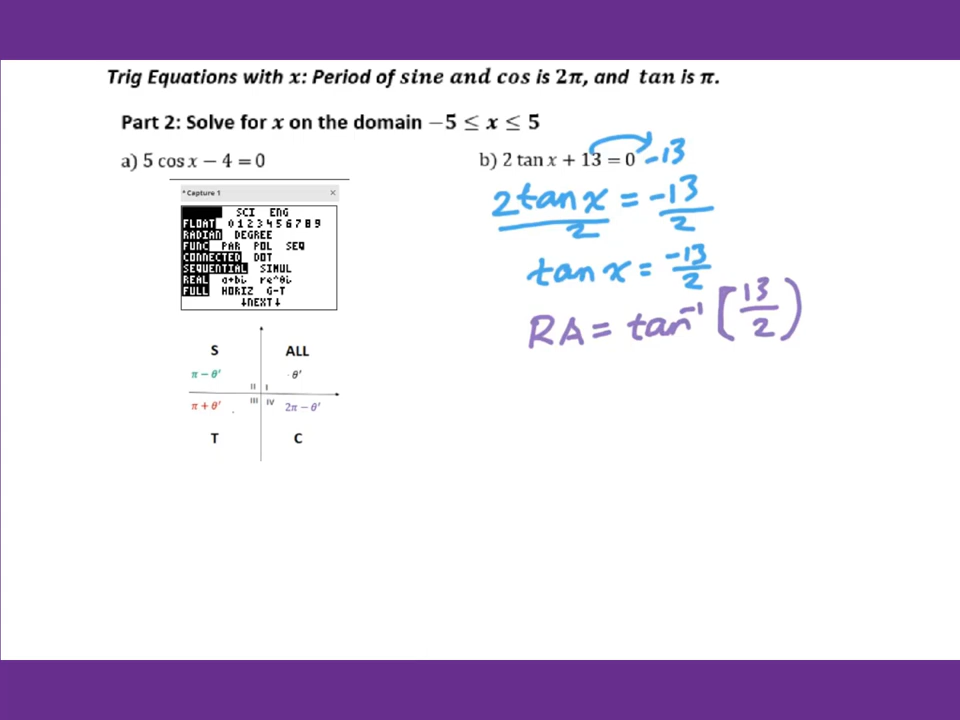 Trig Equations with x: Period of sine and cos is 2π, and tan is π.
Part 2: Solve for x on the domain −5 ≤ x ≤ 5
a) 5 cos x − 4 = 0
* Capture 1 ×
SCI ENG
FLOAT 0 1 2 3 4 5 6 7 8 9
RADIAN DEGREE
FUNC PAR POL SEQ
CONNECTED DOT
SEQUENTIAL SIMUL
REAL a+bi re^θi
FULL HORIZ G-T
↓NEXT↓
S ALL
π − θ′ θ′
II I
III IV
π + θ′ 2π − θ′
T C
b) 2 tan x + 13 = 0 −13
2tan x / 2 = −13/2
tan x = −13/2
RA = tan⁻¹ [13/2)